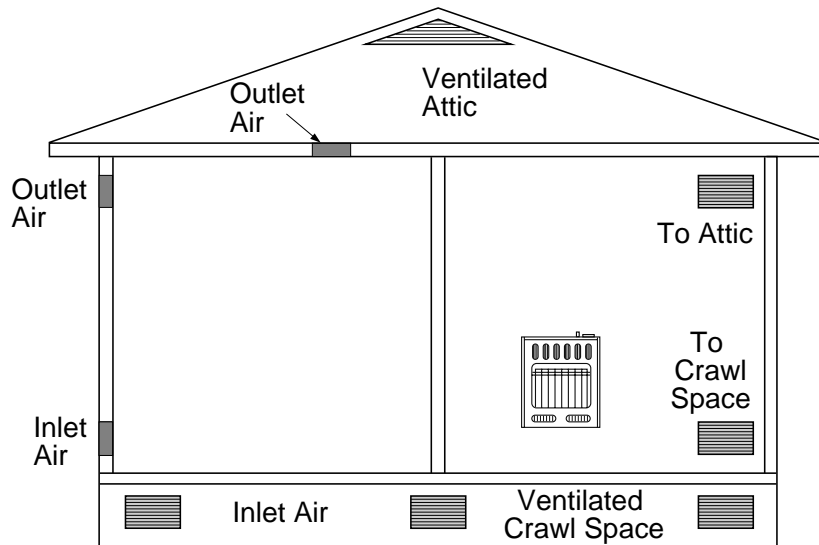 Ventilated
Attic
Outlet
Air
Outlet
Air
To Attic
To
Crawl
Space
Inlet
Air
Inlet Air
Ventilated
Crawl Space